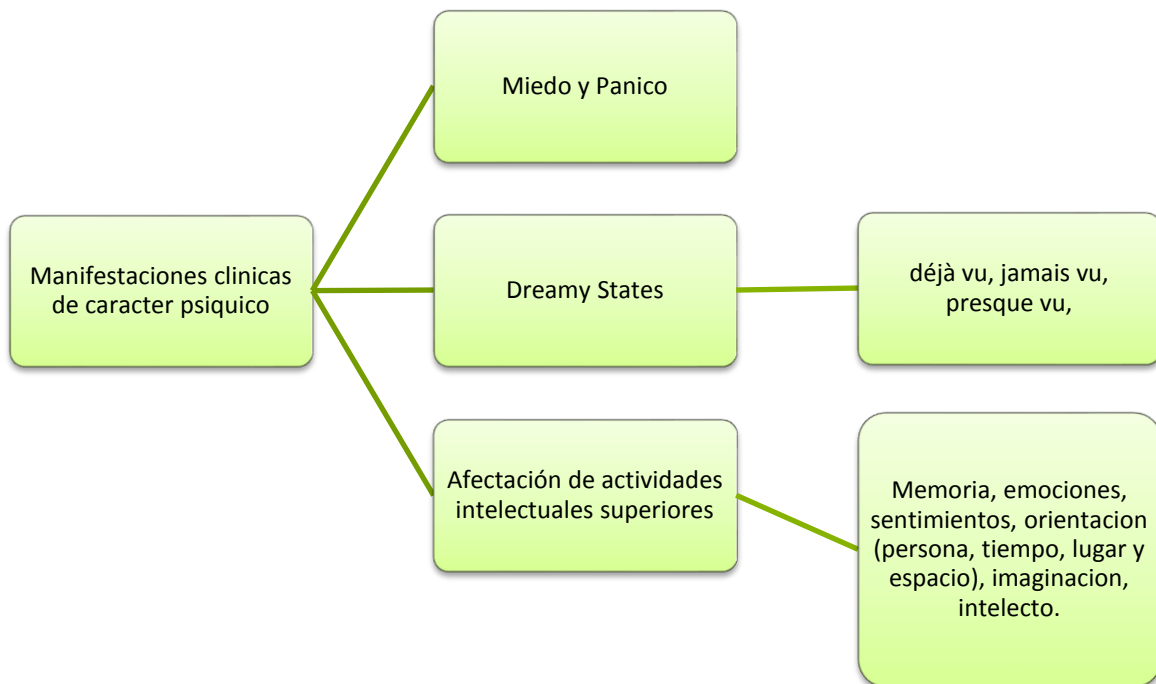 Miedo y Panico
Manifestaciones clinicas
de caracter psiquico
Dreamy States
déjà vu, jamais vu,
presque vu,
Afectación de actividades
intelectuales superiores
Memoria, emociones,
sentimientos, orientacion
(persona, tiempo, lugar y
espacio), imaginacion,
intelecto.